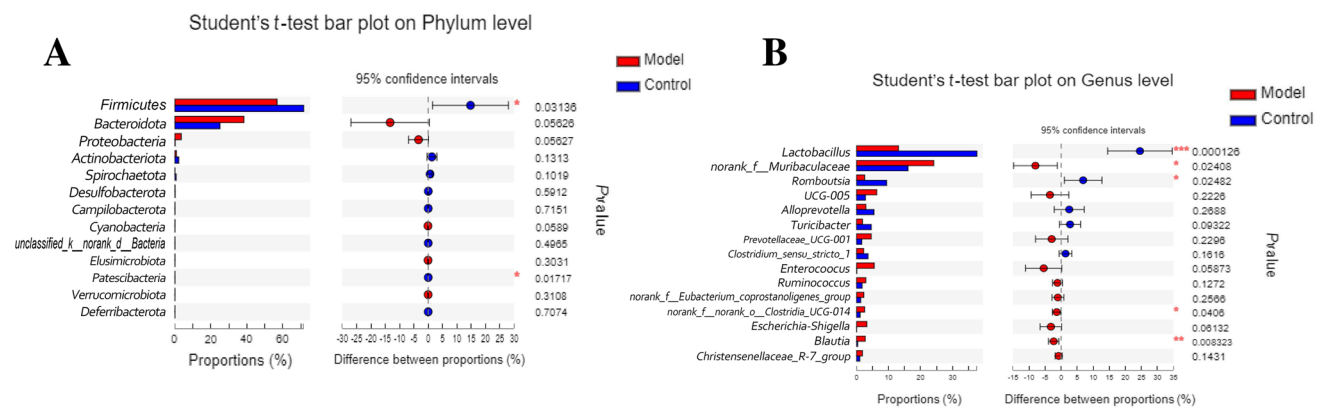 A
Student's t-test bar plot on Phylum level
Model
Control
95% confidence intervals
Firmicutes
* 0.03136
Bacteroidota
0.05626
Proteobacteria
0.05627
Actinobacteriota
0.1313
Spirochaetota
0.1019
Desulfobacterota
0.5912
Campilobacterota
0.7151
Cyanobacteria
0.0589
unclassified_k__norank_d__Bacteria
0.4965
Elusimicrobiota
0.3031
Patescibacteria
* 0.01717
Verrucomicrobiota
0.3108
Deferribacterota
0.7074
Pvalue
0 10 20 30 40 50 60 70
-30 -25 -20 -15 -10 -5 0 5 10 15 20 25 30
Proportions (%)
Difference between proportions (%)
B
Student's t-test bar plot on Genus level
Model
Control
95% confidence intervals
Lactobacillus
*** 0.000126
norank_f__Muribaculaceae
* 0.02408
Romboutsia
* 0.02482
UCG-005
0.2226
Alloprevotella
0.2688
Turicibacter
0.09322
Prevotellaceae_UCG-001
0.2296
Clostridium_sensu_stricto_1
0.1616
Enterococcus
0.05873
Ruminococcus
0.1272
norank_f__Eubacterium_coprostanoligenes_group
0.2566
norank_f__norank_o__Clostridia_UCG-014
* 0.0406
Escherichia-Shigella
0.06132
Blautia
** 0.008323
Christensenellaceae_R-7_group
0.1431
Pvalue
0 5 10 15 20 25 30 35
-15 -10 -5 0 5 10 15 20 25 30 35
Proportions (%)
Difference between proportions (%)